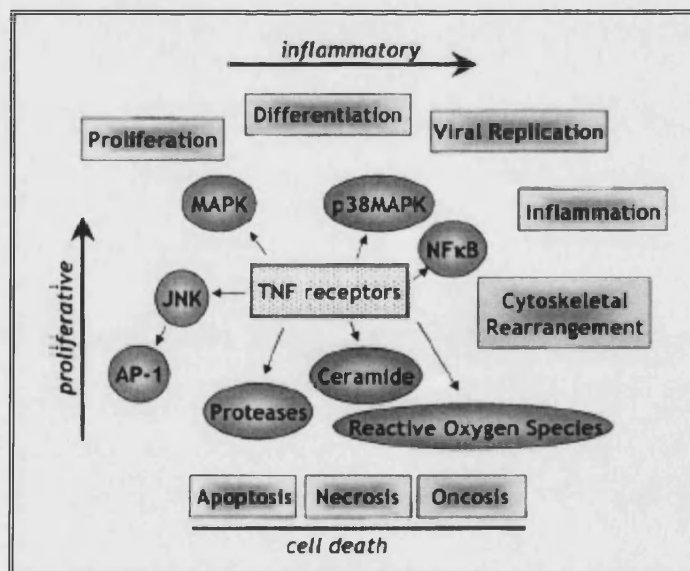 inflammatory
Differentiation
Proliferation
Viral Replication
MAPK
p38MAPK
Inflammation
NFκB
proliferative
JNK
TNF receptors
Cytoskeletal
Rearrangement
AP-1
Ceramide
Proteases
Reactive Oxygen Species
Apoptosis
Necrosis
Oncosis
cell death